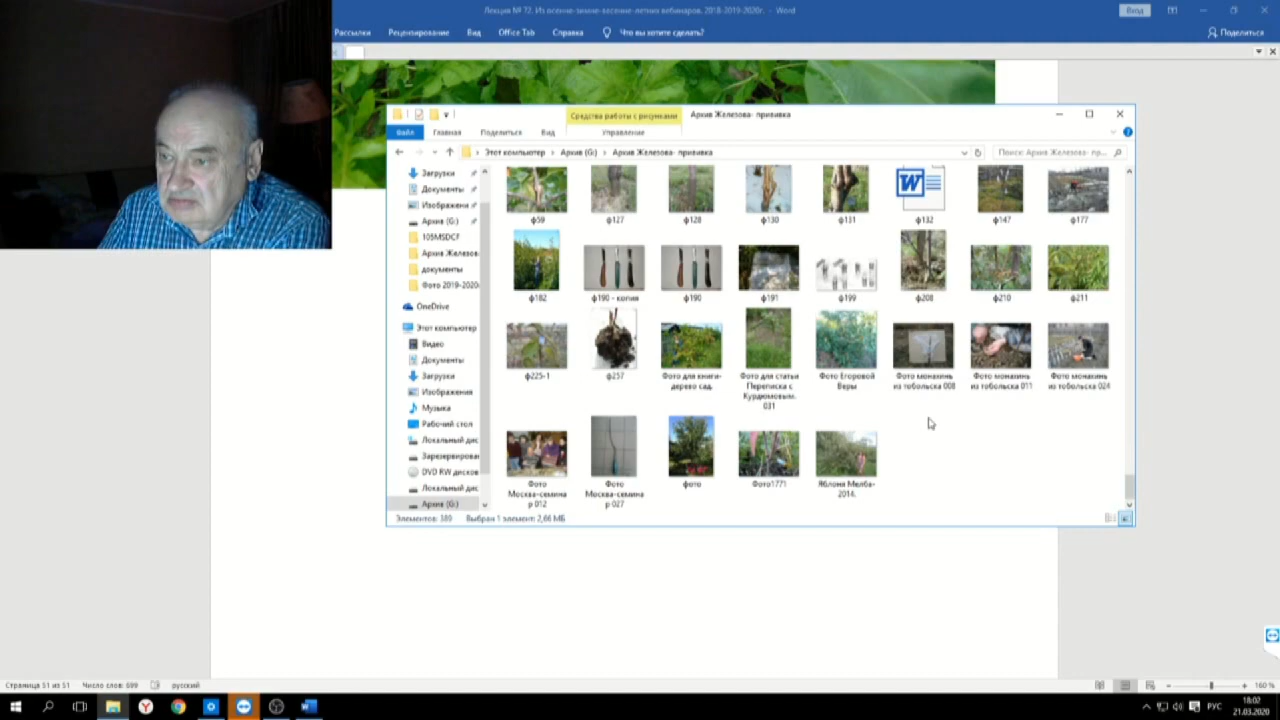 Лекция № 72. Из осенне-зимне-весенне-летних вебинаров. 2018-2019-2020г. - Word
Вход
Рассылки Рецензирование Вид Office Tab Справка Что вы хотите сделать? Поделиться
Средства работы с рисунками Архив Железова- прививка
Файл Главная Поделиться Вид Управление
Этот компьютер › Архив (G:) › Архив Железова- прививка
Поиск: Архив Железова- пр...
Загрузки
Документы
Изображени
Архив (G:)
105MSDCF
Архив Железов
документы
Фото 2019-2020
OneDrive
Этот компьютер
Видео
Документы
Загрузки
Изображения
Музыка
Рабочий стол
Локальный дис
Зарезервирова
DVD RW дисков
Локальный дис
Архив (G:)
ф59 ф127 ф128 ф130 ф131 ф132 ф147 ф177
ф182 ф190 - копия ф190 ф191 ф199 ф208 ф210 ф211
ф225-1 ф257
Фото для книги-
дерево сад.
Фото для статьи
Переписка с
Курдюмовым.
031
Фото Егоровой
Веры
Фото монахинь
из тобольска 008
Фото монахинь
из тобольска 011
Фото монахинь
из тобольска 024
Фото
Москва-семина
р 012
Фото
Москва-семина
р 027
фото
Фото1771
Яблоня Мелба-
2014.
Элементов: 389 Выбран 1 элемент: 2,66 МБ
Страница 51 из 51 Число слов: 899 русский
160 %
РУС
18:02
21.03.2020